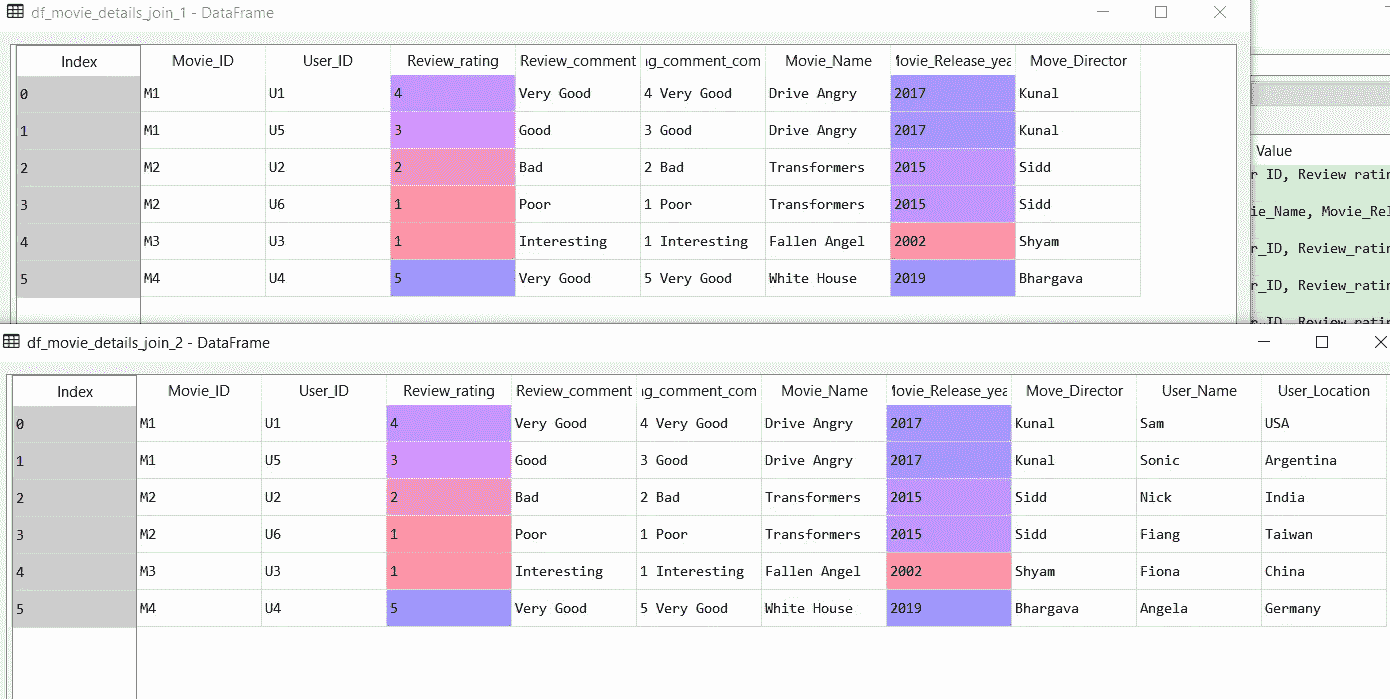 df_movie_details_join_1 - DataFrame
Index Movie_ID User_ID Review_rating Review_comment ng_comment_com Movie_Name Movie_Release_yea Move_Director
0 M1 U1 4 Very Good 4 Very Good Drive Angry 2017 Kunal
1 M1 U5 3 Good 3 Good Drive Angry 2017 Kunal
2 M2 U2 2 Bad 2 Bad Transformers 2015 Sidd
3 M2 U6 1 Poor 1 Poor Transformers 2015 Sidd
4 M3 U3 1 Interesting 1 Interesting Fallen Angel 2002 Shyam
5 M4 U4 5 Very Good 5 Very Good White House 2019 Bhargava
Value
r ID, Review ratin
ie_Name, Movie_Rel
r_ID, Review_ratin
r_ID, Review_ratin
r_ID, Review_ratin
df_movie_details_join_2 - DataFrame
Index Movie_ID User_ID Review_rating Review_comment ng_comment_com Movie_Name Movie_Release_yea Move_Director User_Name User_Location
0 M1 U1 4 Very Good 4 Very Good Drive Angry 2017 Kunal Sam USA
1 M1 U5 3 Good 3 Good Drive Angry 2017 Kunal Sonic Argentina
2 M2 U2 2 Bad 2 Bad Transformers 2015 Sidd Nick India
3 M2 U6 1 Poor 1 Poor Transformers 2015 Sidd Fiang Taiwan
4 M3 U3 1 Interesting 1 Interesting Fallen Angel 2002 Shyam Fiona China
5 M4 U4 5 Very Good 5 Very Good White House 2019 Bhargava Angela Germany